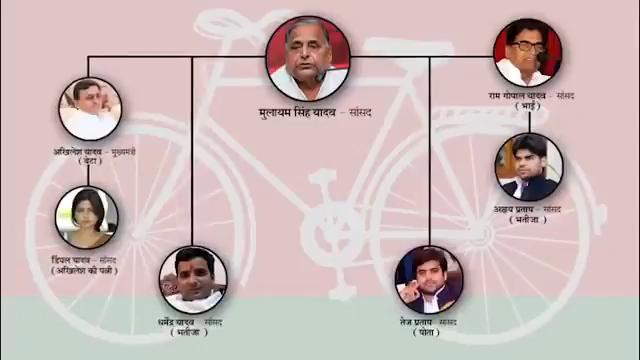 मुलायम सिंह यादव – सांसद
राम गोपाल यादव – सांसद
( भाई )
अखिलेश यादव – मुख्यमंत्री
( बेटा )
अक्षय प्रताप – सांसद
( भतीजा )
डिंपल यादव – सांसद
(अखिलेश की पत्नी )
धर्मेंद्र यादव – सांसद
( भतीजा )
तेज प्रताप– सांसद
( पोता )